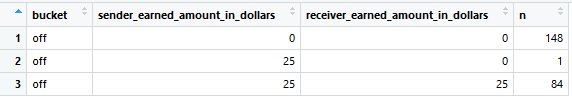 bucket sender_earned_amount_in_dollars receiver_earned_amount_in_dollars n
1 off 0 0 148
2 off 25 0 1
3 off 25 25 84